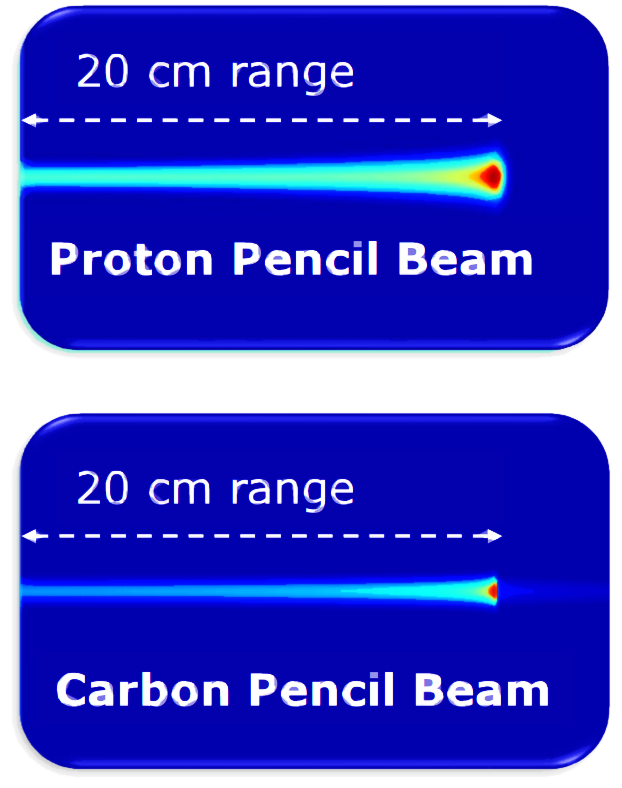 20 cm range
Proton Pencil Beam
20 cm range
Carbon Pencil Beam